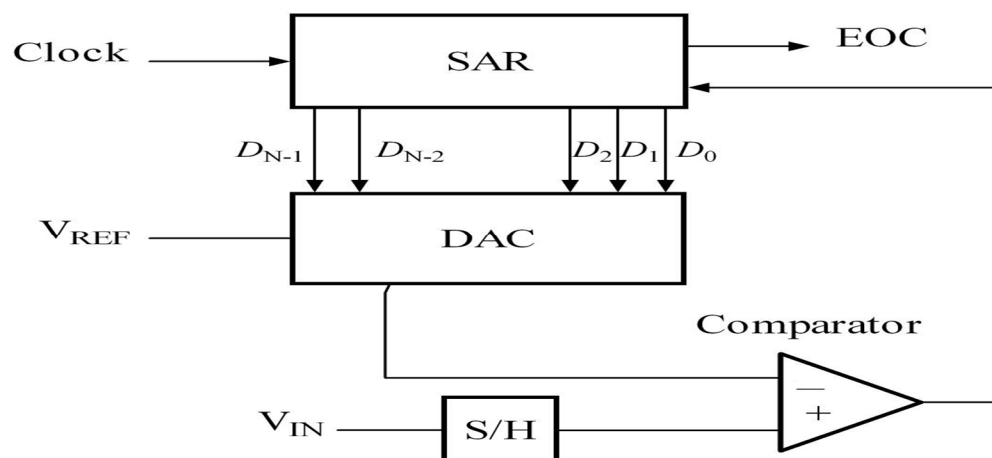 Clock
SAR
EOC
D_N-1 D_N-2 D_2 D_1 D_0
V_REF
DAC
Comparator
−
+
V_IN
S/H